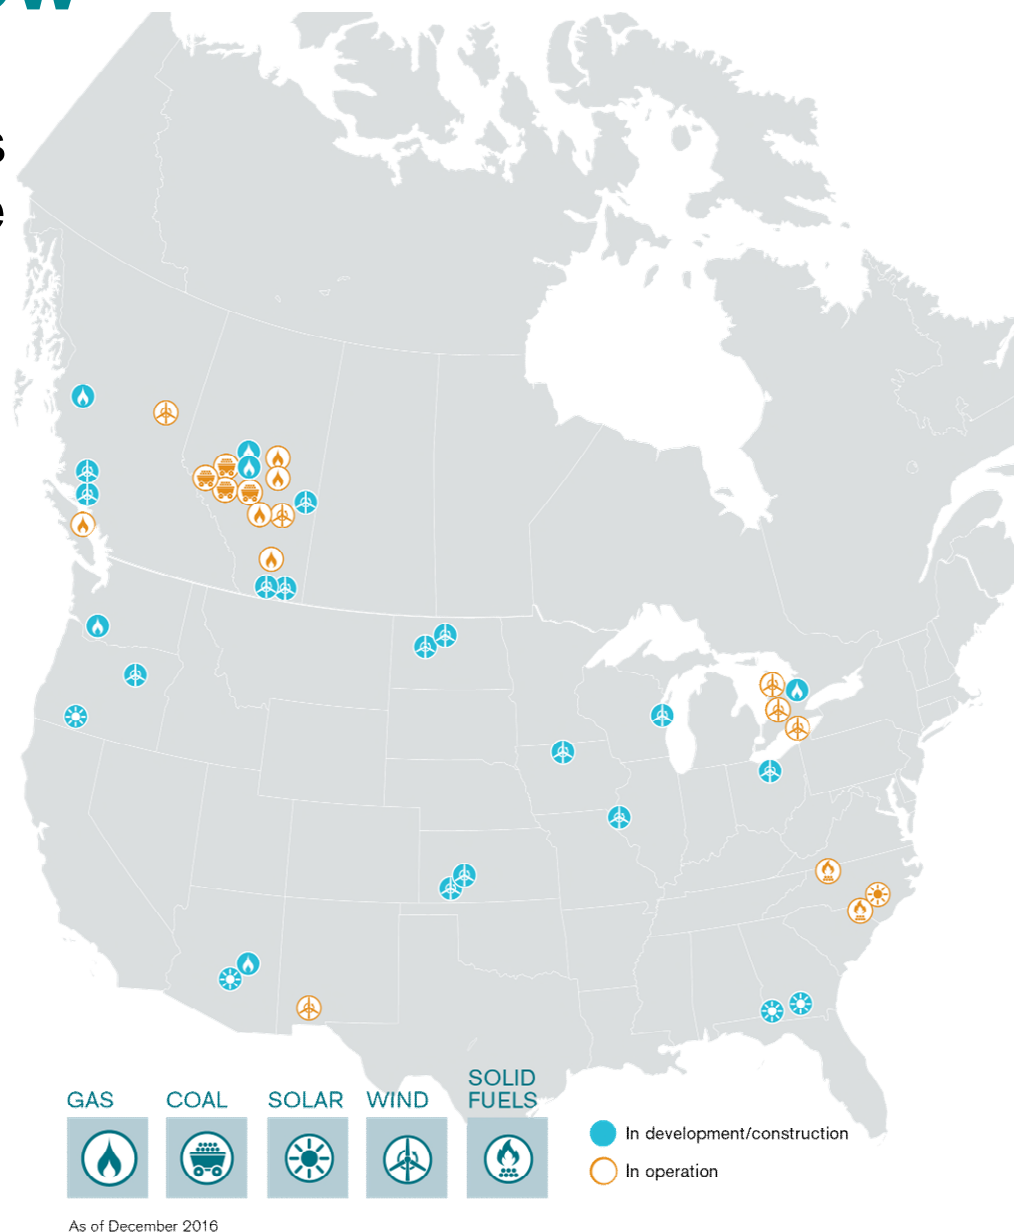 GAS
COAL
SOLAR
WIND
SOLID
FUELS
In development/construction
In operation
As of December 2016